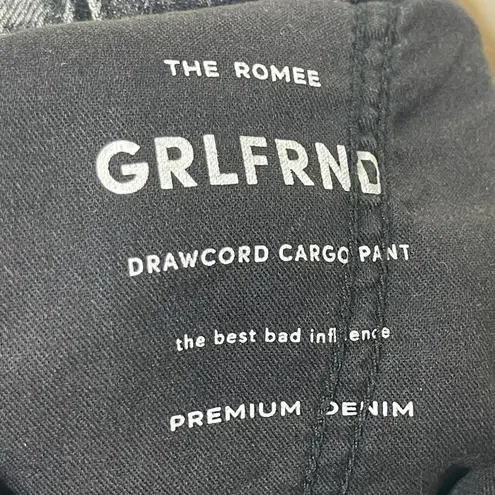 THE ROMEE
GRLFRND
DRAWCORD CARGO PANT
the best bad influence
PREMIUM DENIM